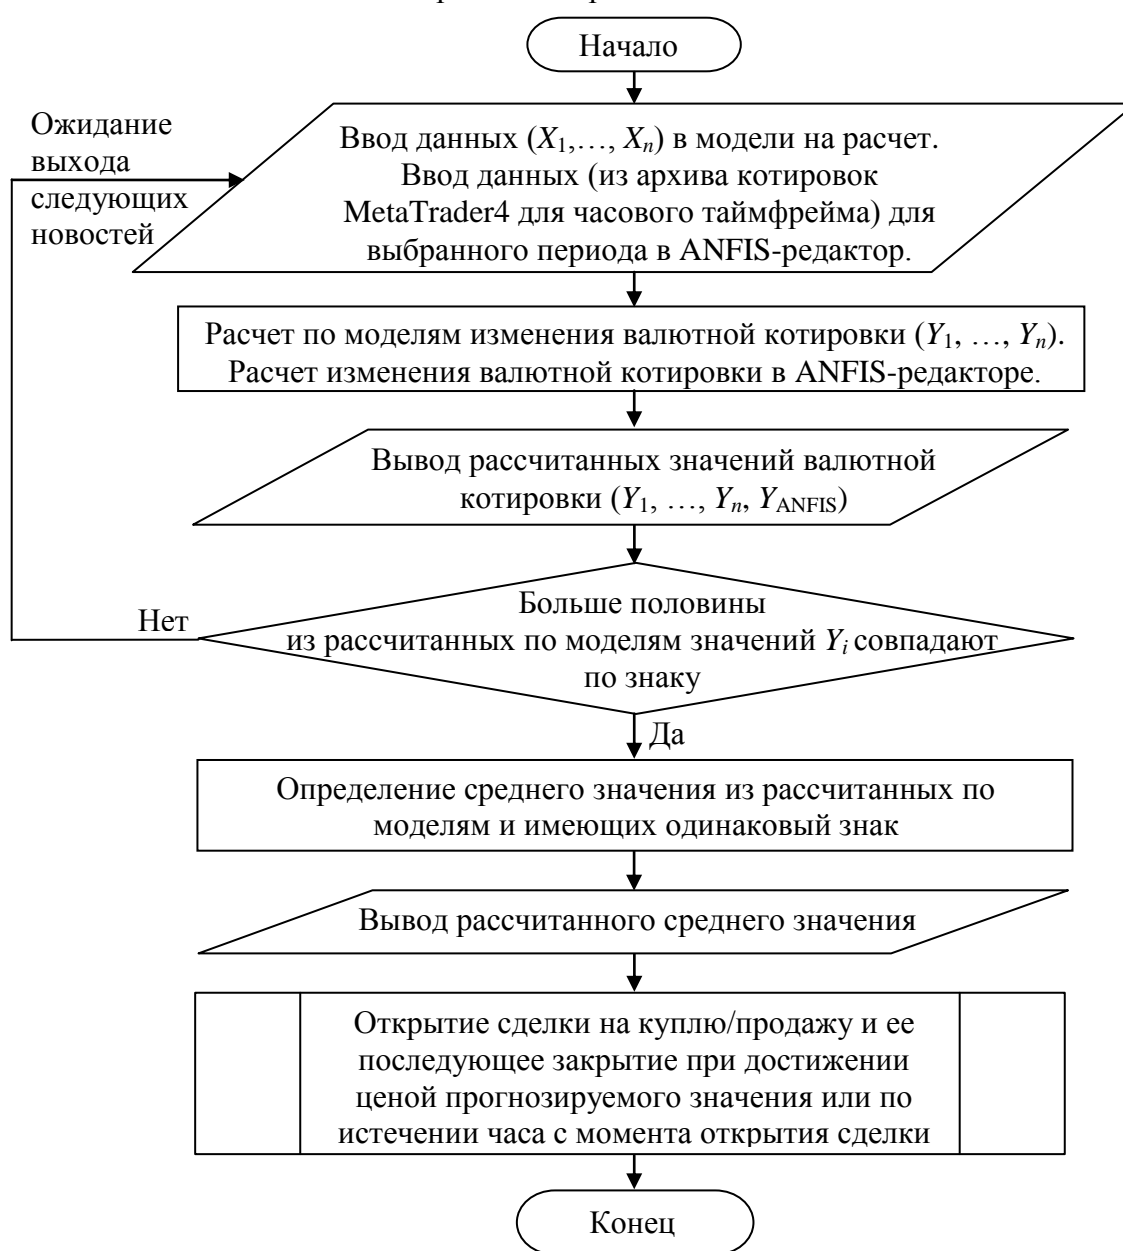 Начало
Ожидание
выхода
следующих
новостей
Ввод данных (X₁,…, Xₙ) в модели на расчет.
Ввод данных (из архива котировок
MetaTrader4 для часового таймфрейма) для
выбранного периода в ANFIS-редактор.
Расчет по моделям изменения валютной котировки (Y₁, …, Yₙ).
Расчет изменения валютной котировки в ANFIS-редакторе.
Вывод рассчитанных значений валютной
котировки (Y₁, …, Yₙ, Y_ANFIS)
Больше половины
из рассчитанных по моделям значений Yᵢ совпадают
по знаку
Нет
Да
Определение среднего значения из рассчитанных по
моделям и имеющих одинаковый знак
Вывод рассчитанного среднего значения
Открытие сделки на куплю/продажу и ее
последующее закрытие при достижении
ценой прогнозируемого значения или по
истечении часа с момента открытия сделки
Конец